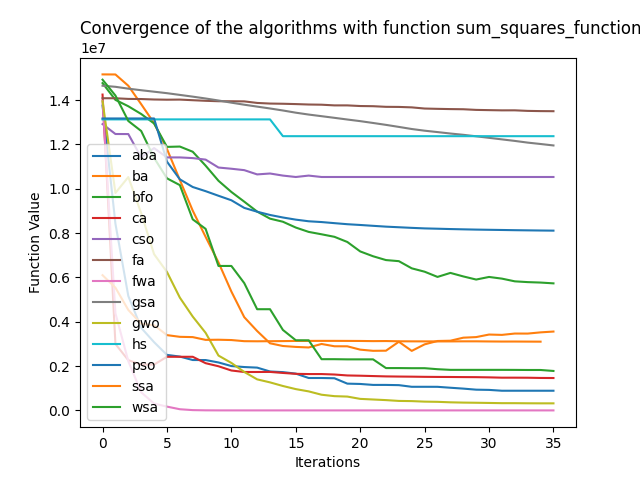 Convergence of the algorithms with function sum_squares_function
1e7
Function Value
1.4
1.2
1.0
0.8
0.6
0.4
0.2
0.0
aba
ba
bfo
ca
cso
fa
fwa
gsa
gwo
hs
pso
ssa
wsa
0 5 10 15 20 25 30 35
Iterations